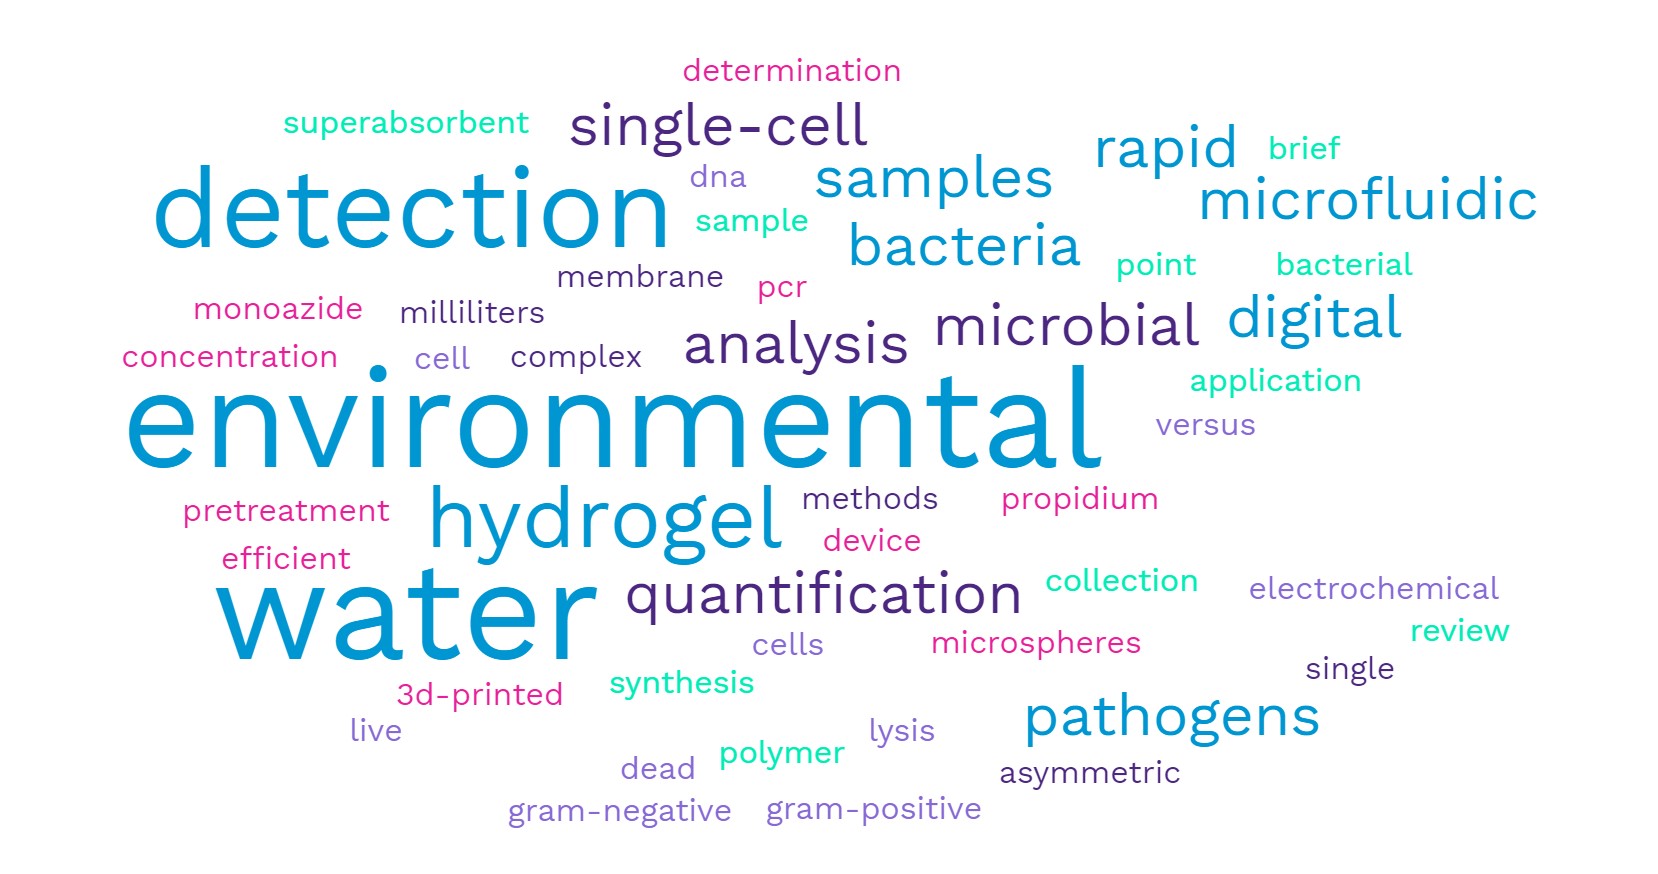 determination
superabsorbent single-cell
rapid brief
detection dna samples microfluidic
sample bacteria
membrane pcr point bacterial
monoazide milliliters analysis microbial digital
concentration cell complex
environmental application
versus
pretreatment hydrogel methods propidium
efficient device
water quantification collection electrochemical
cells microspheres review
3d-printed synthesis single
live lysis pathogens
dead polymer asymmetric
gram-negative gram-positive